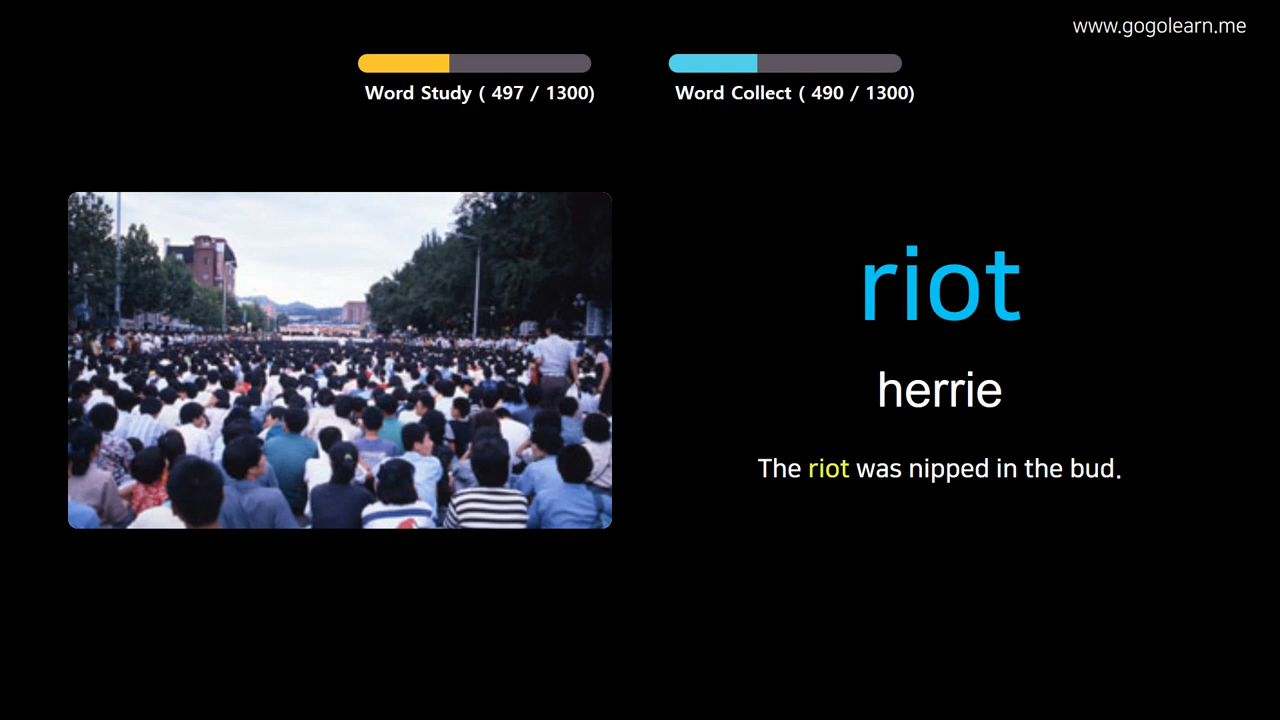 www.gogolearn.me
Word Study ( 497 / 1300)
Word Collect ( 490 / 1300)
riot
herrie
The riot was nipped in the bud.